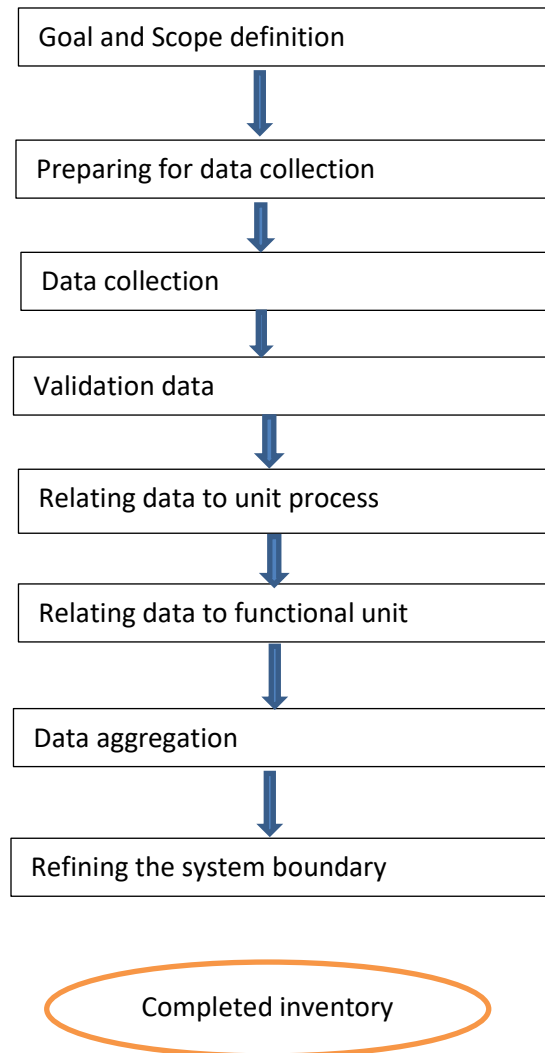 Goal and Scope definition
Preparing for data collection
Data collection
Validation data
Relating data to unit process
Relating data to functional unit
Data aggregation
Refining the system boundary
Completed inventory